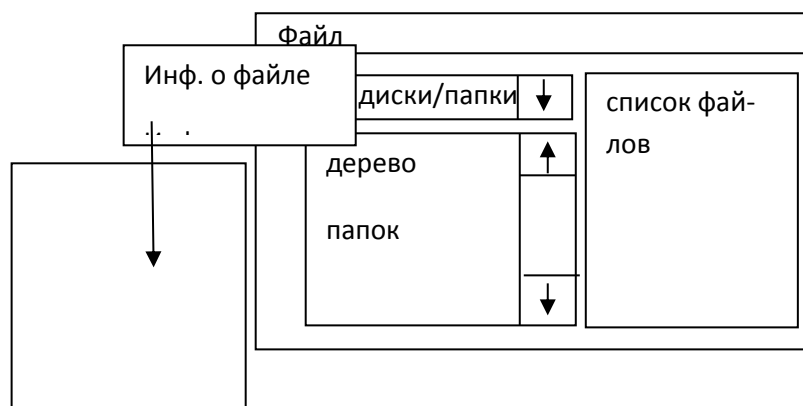 Файл
Инф. о файле
диски/папки
список фай-
лов
дерево
папок